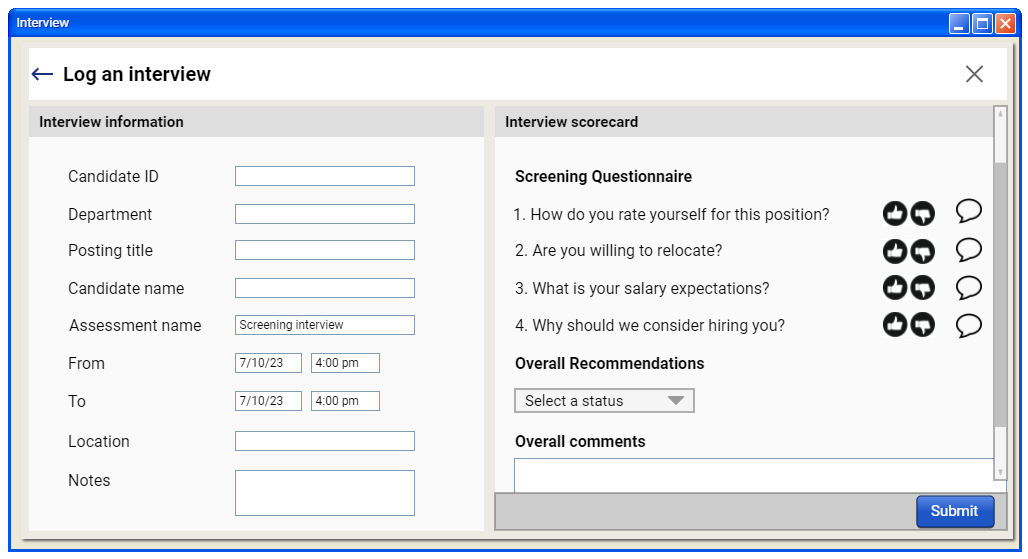 Interview
Log an interview
Interview information
Candidate ID
Department
Posting title
Candidate name
Assessment name Screening interview
From 7/10/23 4:00 pm
To 7/10/23 4:00 pm
Location
Notes
Interview scorecard
Screening Questionnaire
1. How do you rate yourself for this position?
2. Are you willing to relocate?
3. What is your salary expectations?
4. Why should we consider hiring you?
Overall Recommendations
Select a status
Overall comments
Submit